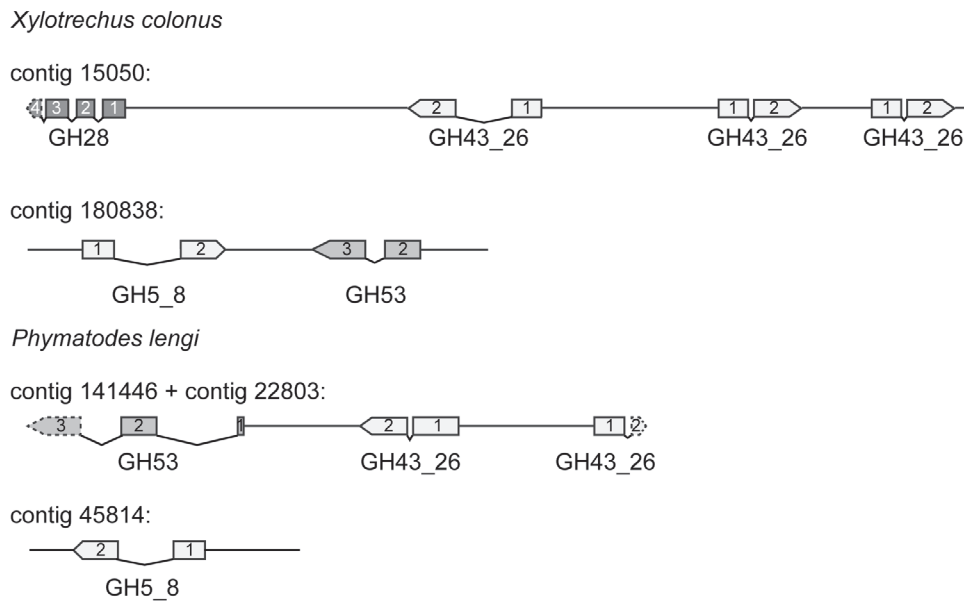 Xylotrechus colonus
contig 15050:
4 3 2 1 2 1 1 2 1 2
GH28 GH43_26 GH43_26 GH43_26
contig 180838:
1 2 3 2
GH5_8 GH53
Phymatodes lengi
contig 141446 + contig 22803:
3 2 1 2 1 1 2
GH53 GH43_26 GH43_26
contig 45814:
2 1
GH5_8